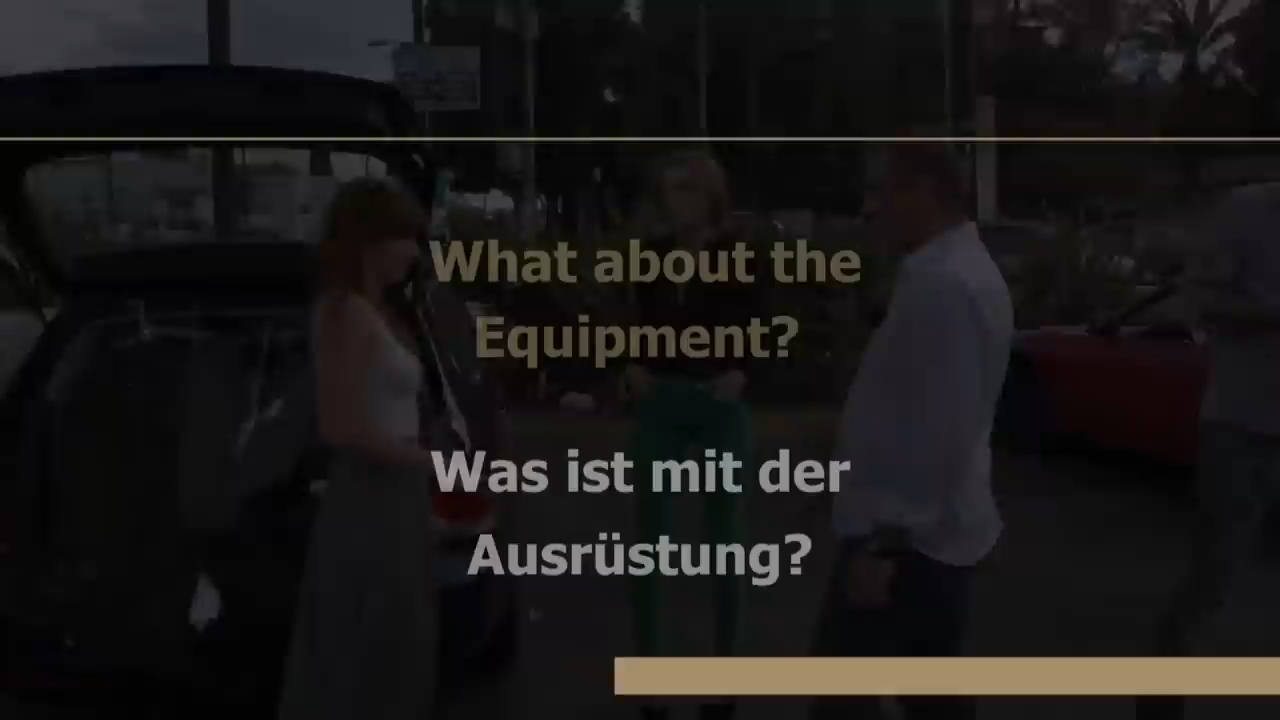 What about the
Equipment?
Was ist mit der
Ausrüstung?